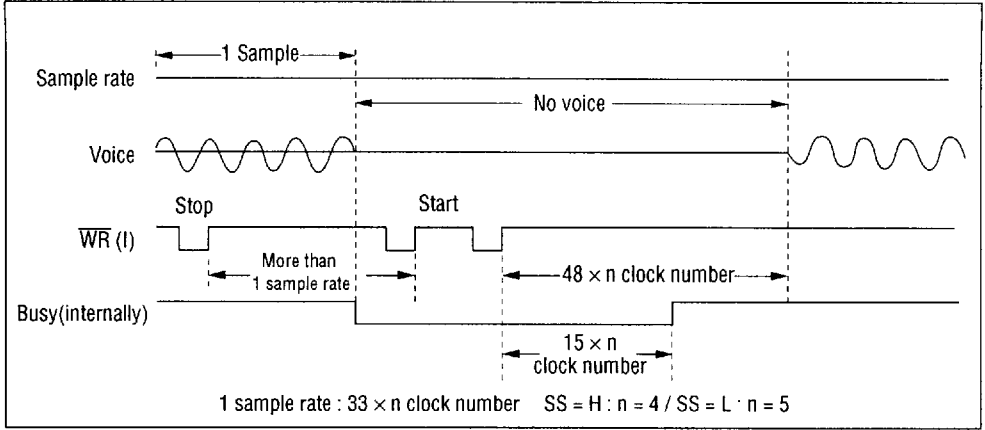 1 Sample
Sample rate
No voice
Voice
Stop
Start
WR (I)
More than
1 sample rate
48 × n clock number
Busy(internally)
15 × n
clock number
1 sample rate : 33 × n clock number SS = H : n = 4 / SS = L · n = 5